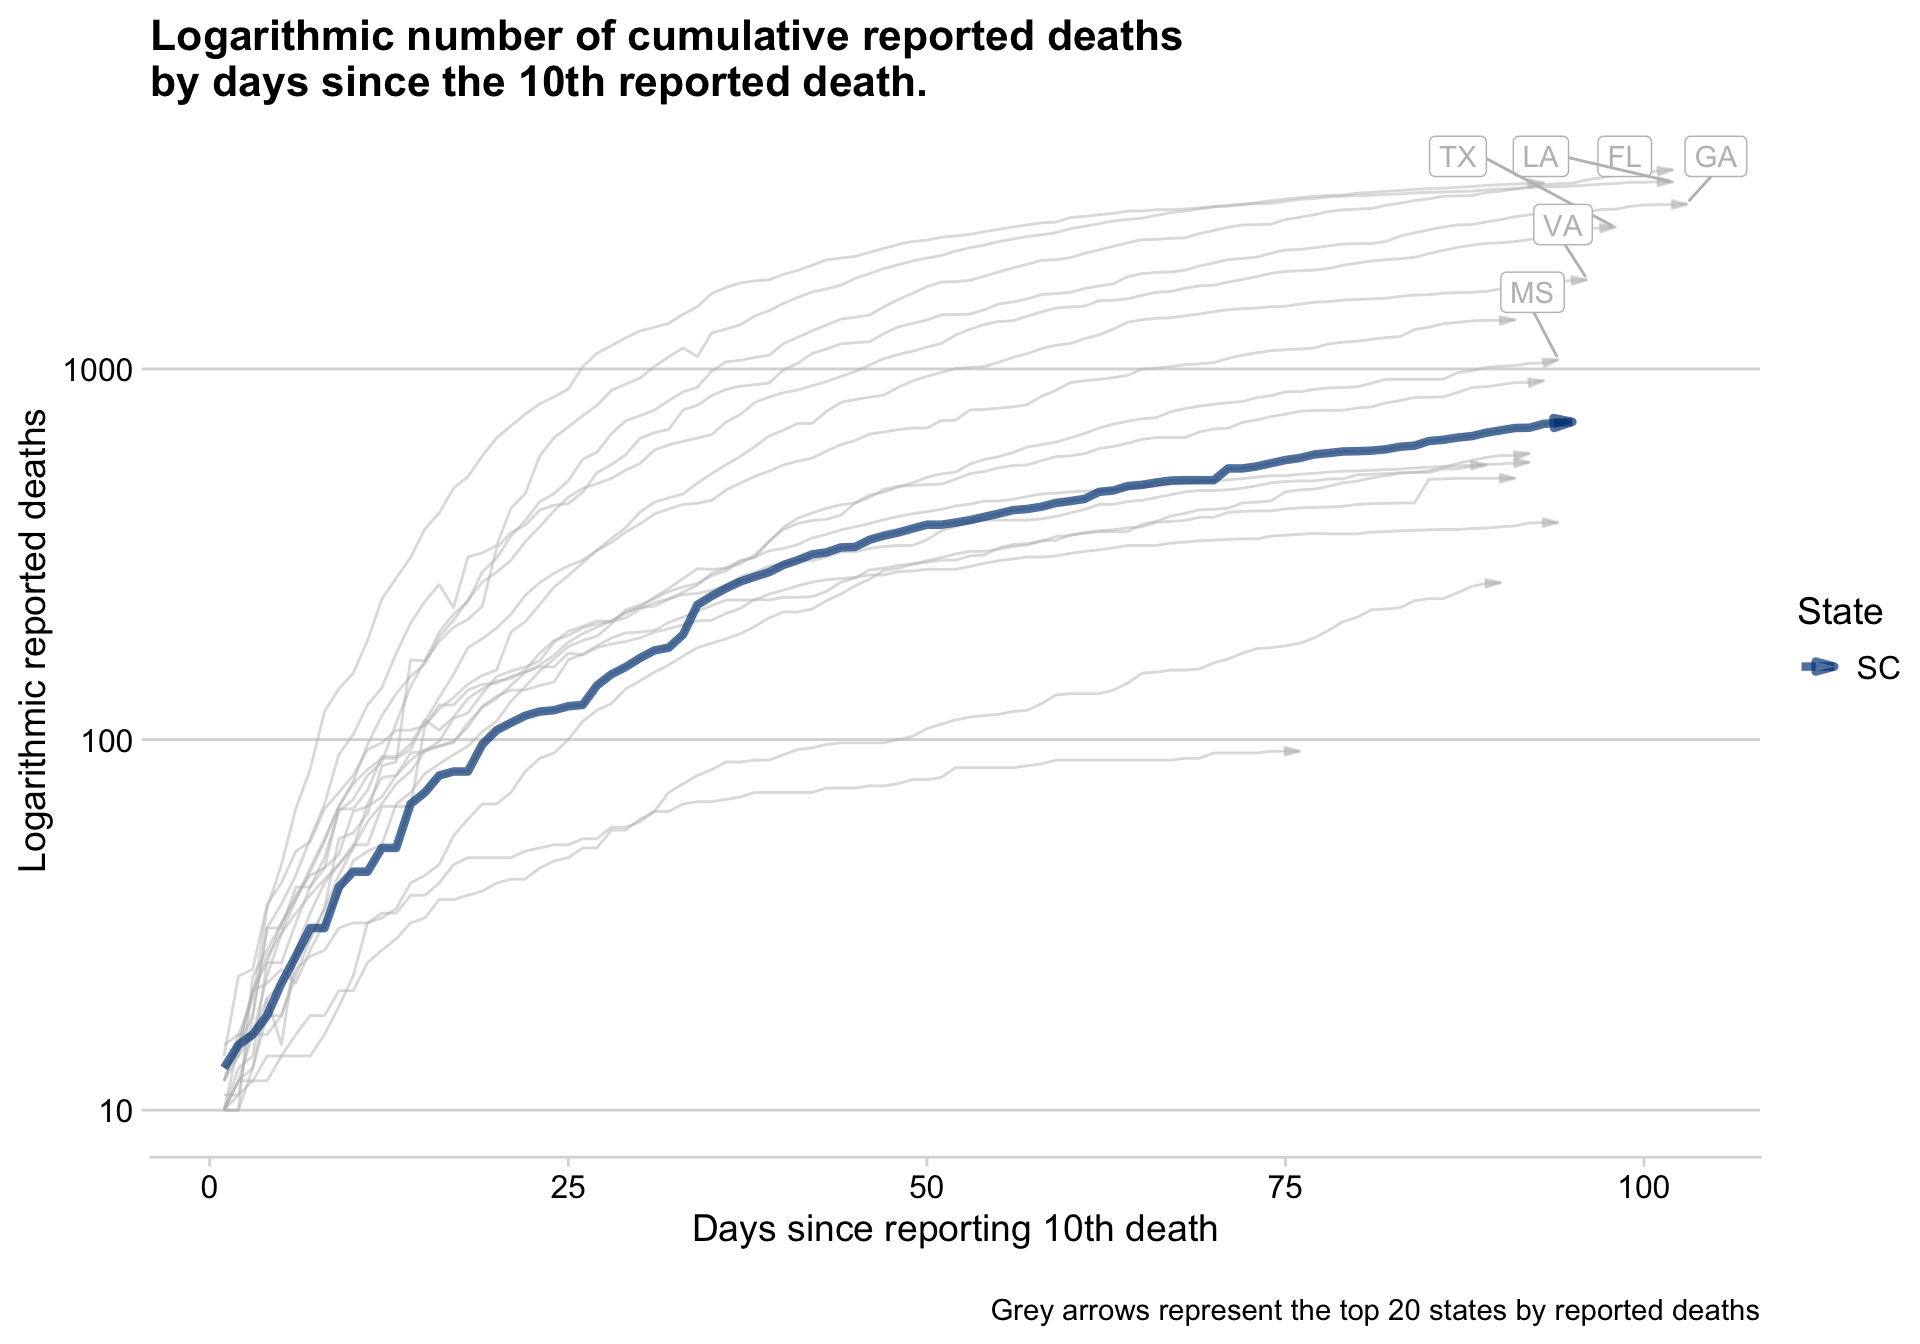 Logarithmic number of cumulative reported deaths
by days since the 10th reported death.
TX
LA
FL
GA
VA
MS
1000
100
10
Logarithmic reported deaths
0
25
50
75
100
Days since reporting 10th death
State
SC
Grey arrows represent the top 20 states by reported deaths